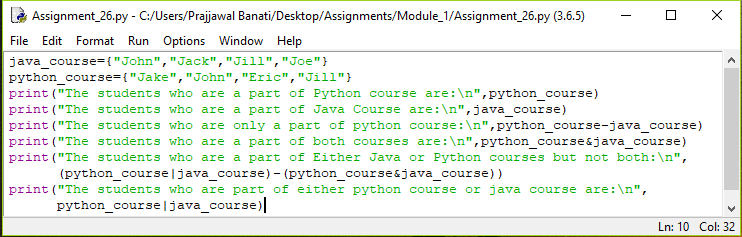 Assignment_26.py - C:/Users/Prajjawal Banati/Desktop/Assignments/Module_1/Assignment_26.py (3.6.5)
File Edit Format Run Options Window Help
java_course={"John","Jack","Jill","Joe"}
python_course={"Jake","John","Eric","Jill"}
print("The students who are a part of Python course are:\n",python_course)
print("The students who are a part of Java Course are:\n",java_course)
print("The students who are only a part of python course:\n",python_course-java_course)
print("The students who are a part of both courses are:\n",python_course&java_course)
print("The students who are a part of Either Java or Python courses but not both:\n",
(python_course|java_course)-(python_course&java_course))
print("The students who are part of either python course or java course are:\n",
python_course|java_course)
Ln: 10 Col: 32